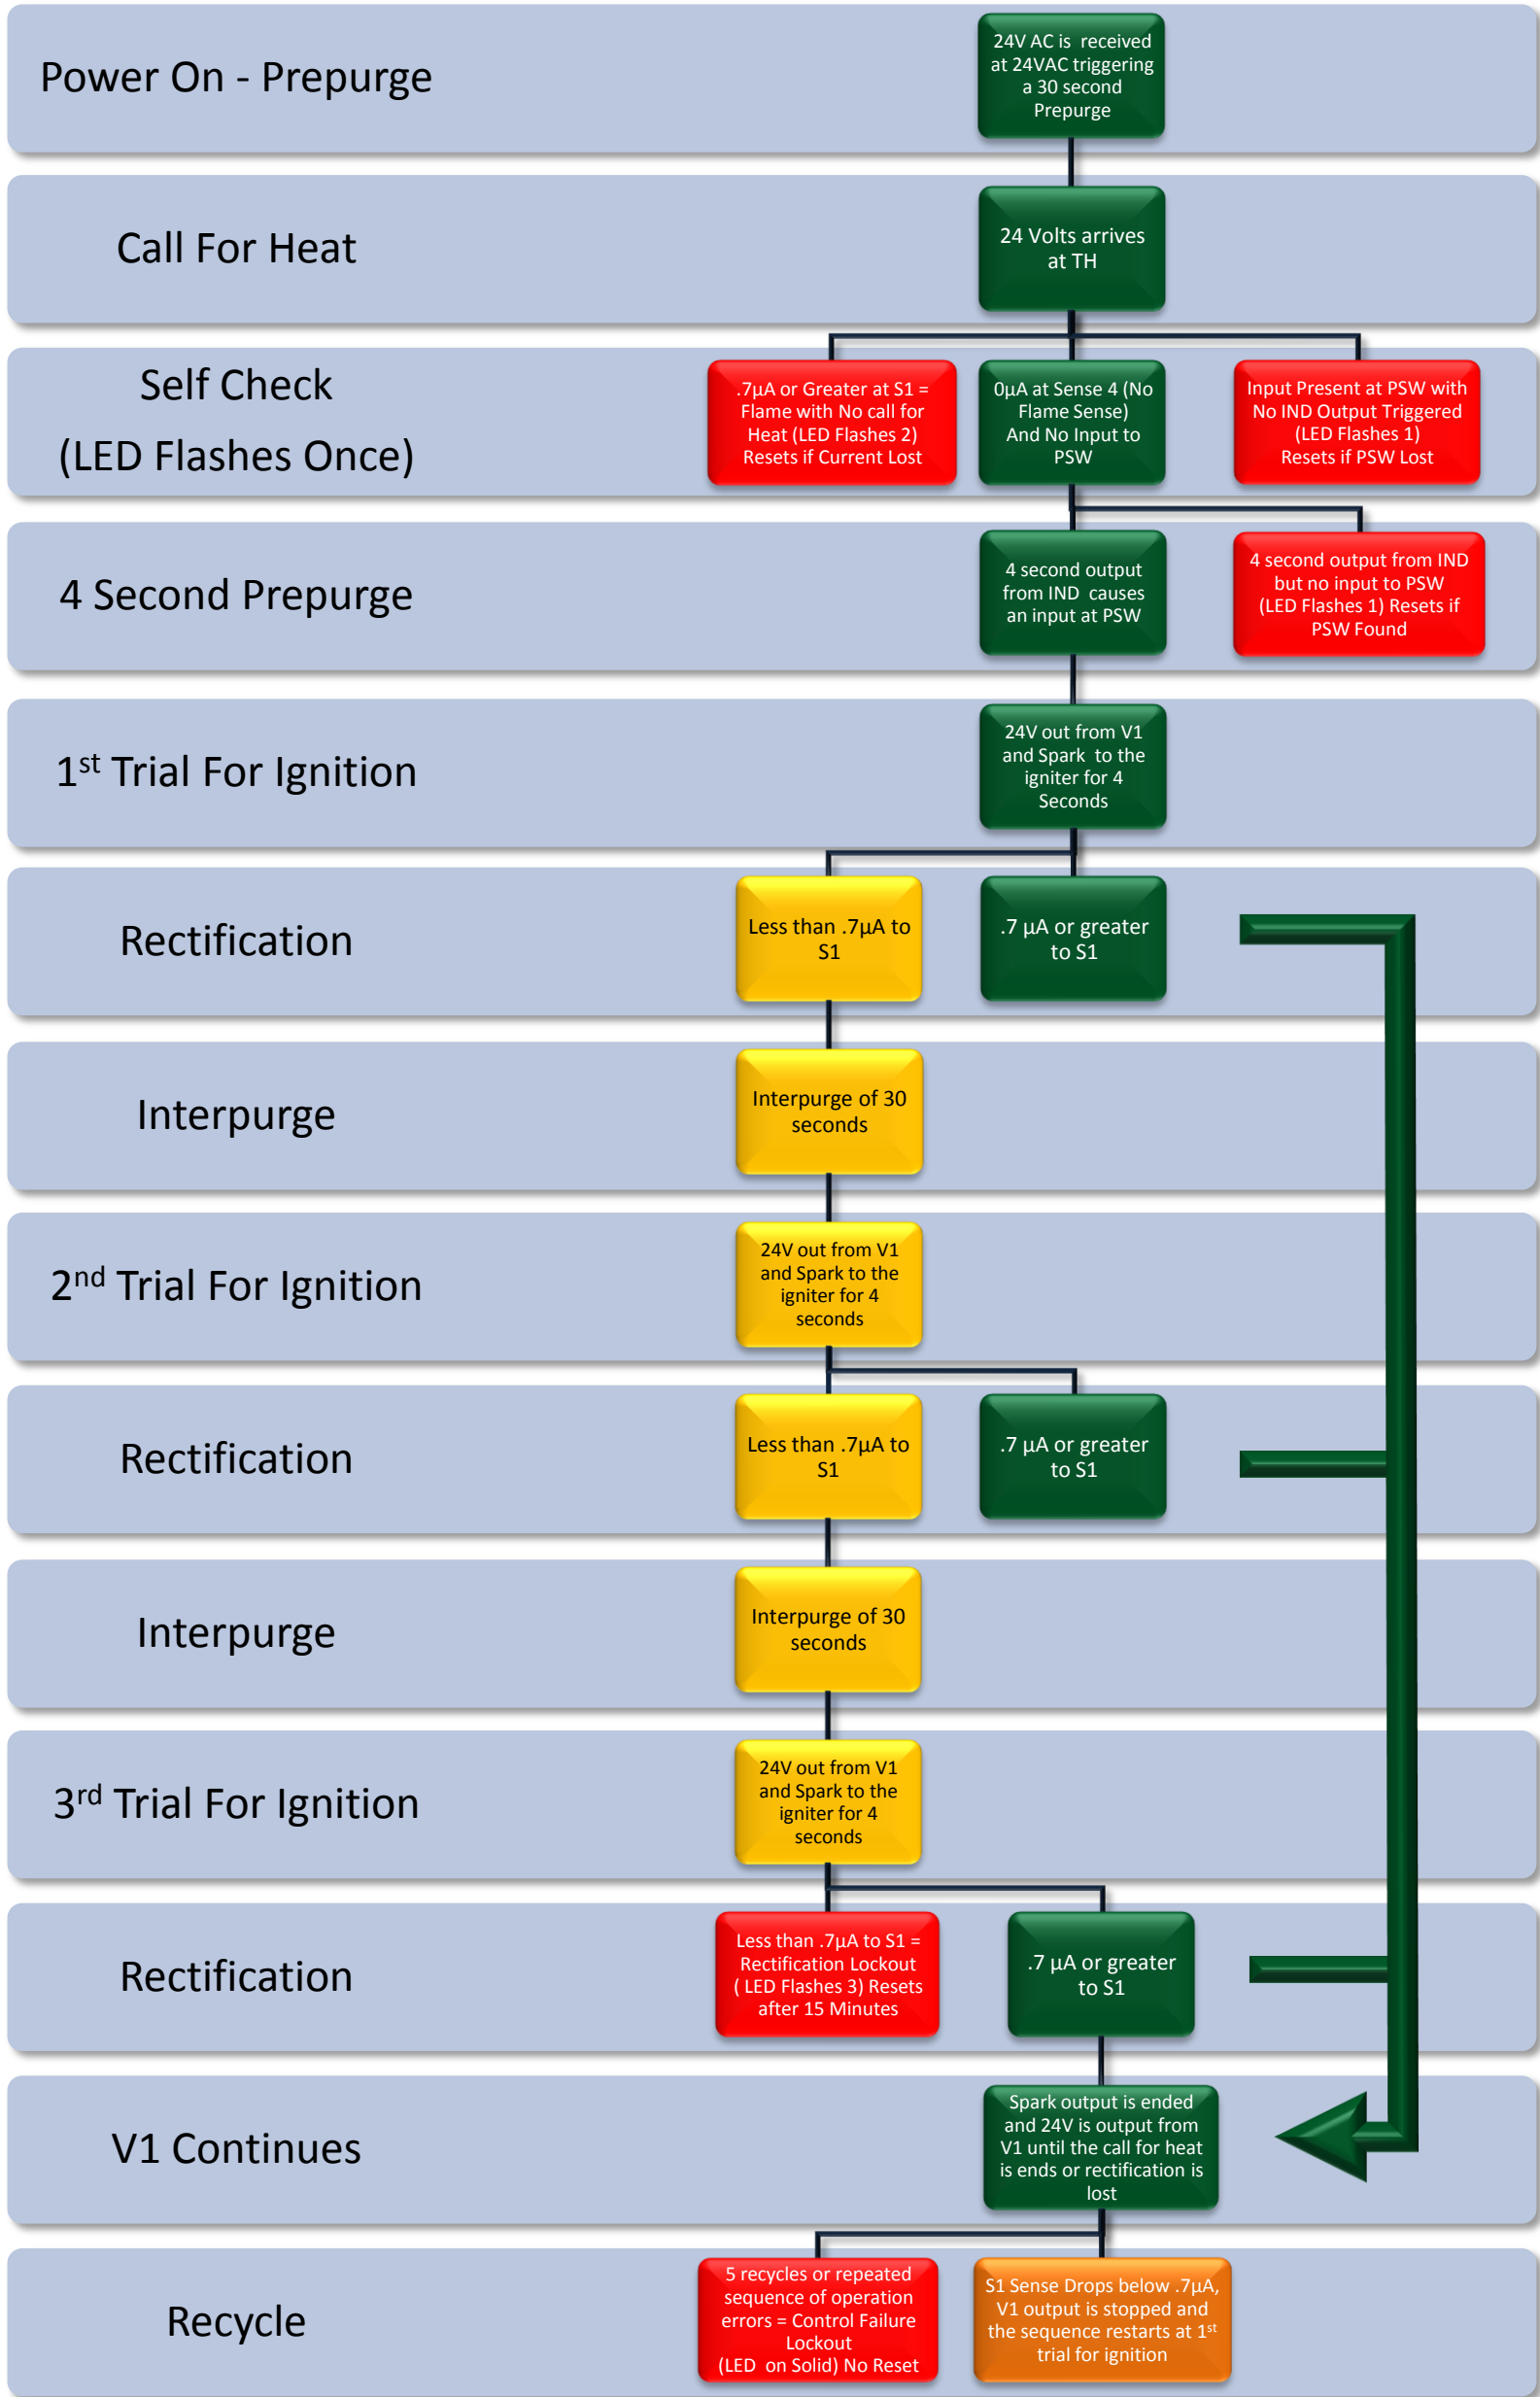 Power On - Prepurge
24V AC is received
at 24VAC triggering
a 30 second
Prepurge
Call For Heat
24 Volts arrives
at TH
Self Check
(LED Flashes Once)
.7µA or Greater at S1 =
Flame with No call for
Heat (LED Flashes 2)
Resets if Current Lost
0µA at Sense 4 (No
Flame Sense)
And No Input to
PSW
Input Present at PSW with
No IND Output Triggered
(LED Flashes 1)
Resets if PSW Lost
4 Second Prepurge
4 second output
from IND causes
an input at PSW
4 second output from IND
but no input to PSW
(LED Flashes 1) Resets if
PSW Found
1st Trial For Ignition
24V out from V1
and Spark to the
igniter for 4
Seconds
Rectification
Less than .7µA to
S1
.7 µA or greater
to S1
Interpurge
Interpurge of 30
seconds
2nd Trial For Ignition
24V out from V1
and Spark to the
igniter for 4
seconds
Rectification
Less than .7µA to
S1
.7 µA or greater
to S1
Interpurge
Interpurge of 30
seconds
3rd Trial For Ignition
24V out from V1
and Spark to the
igniter for 4
seconds
Rectification
Less than .7µA to S1 =
Rectification Lockout
( LED Flashes 3) Resets
after 15 Minutes
.7 µA or greater
to S1
V1 Continues
Spark output is ended
and 24V is output from
V1 until the call for heat
is ends or rectification is
lost
Recycle
5 recycles or repeated
sequence of operation
errors = Control Failure
Lockout
(LED on Solid) No Reset
S1 Sense Drops below .7µA,
V1 output is stopped and
the sequence restarts at 1st
trial for ignition